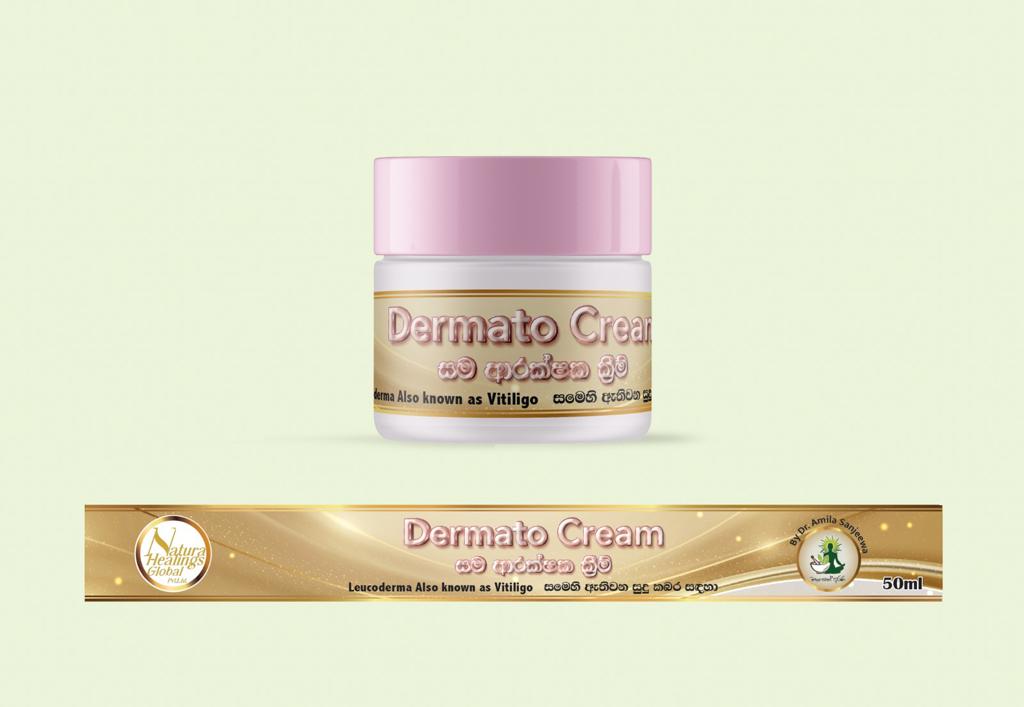 Dermato Crear
සම ආරක්ෂක ක්‍රීම්
derma Also known as Vitiligo සමෙහි ඇතිවන සුදු
Natura
Healings
Global
Pvt.Ltd.
Dermato Cream
සම ආරක්ෂක ක්‍රීම්
Leucoderma Also known as Vitiligo සමෙහි ඇතිවන සුදු කබර සඳහා
By Dr. Amila Sanjeewa
50ml